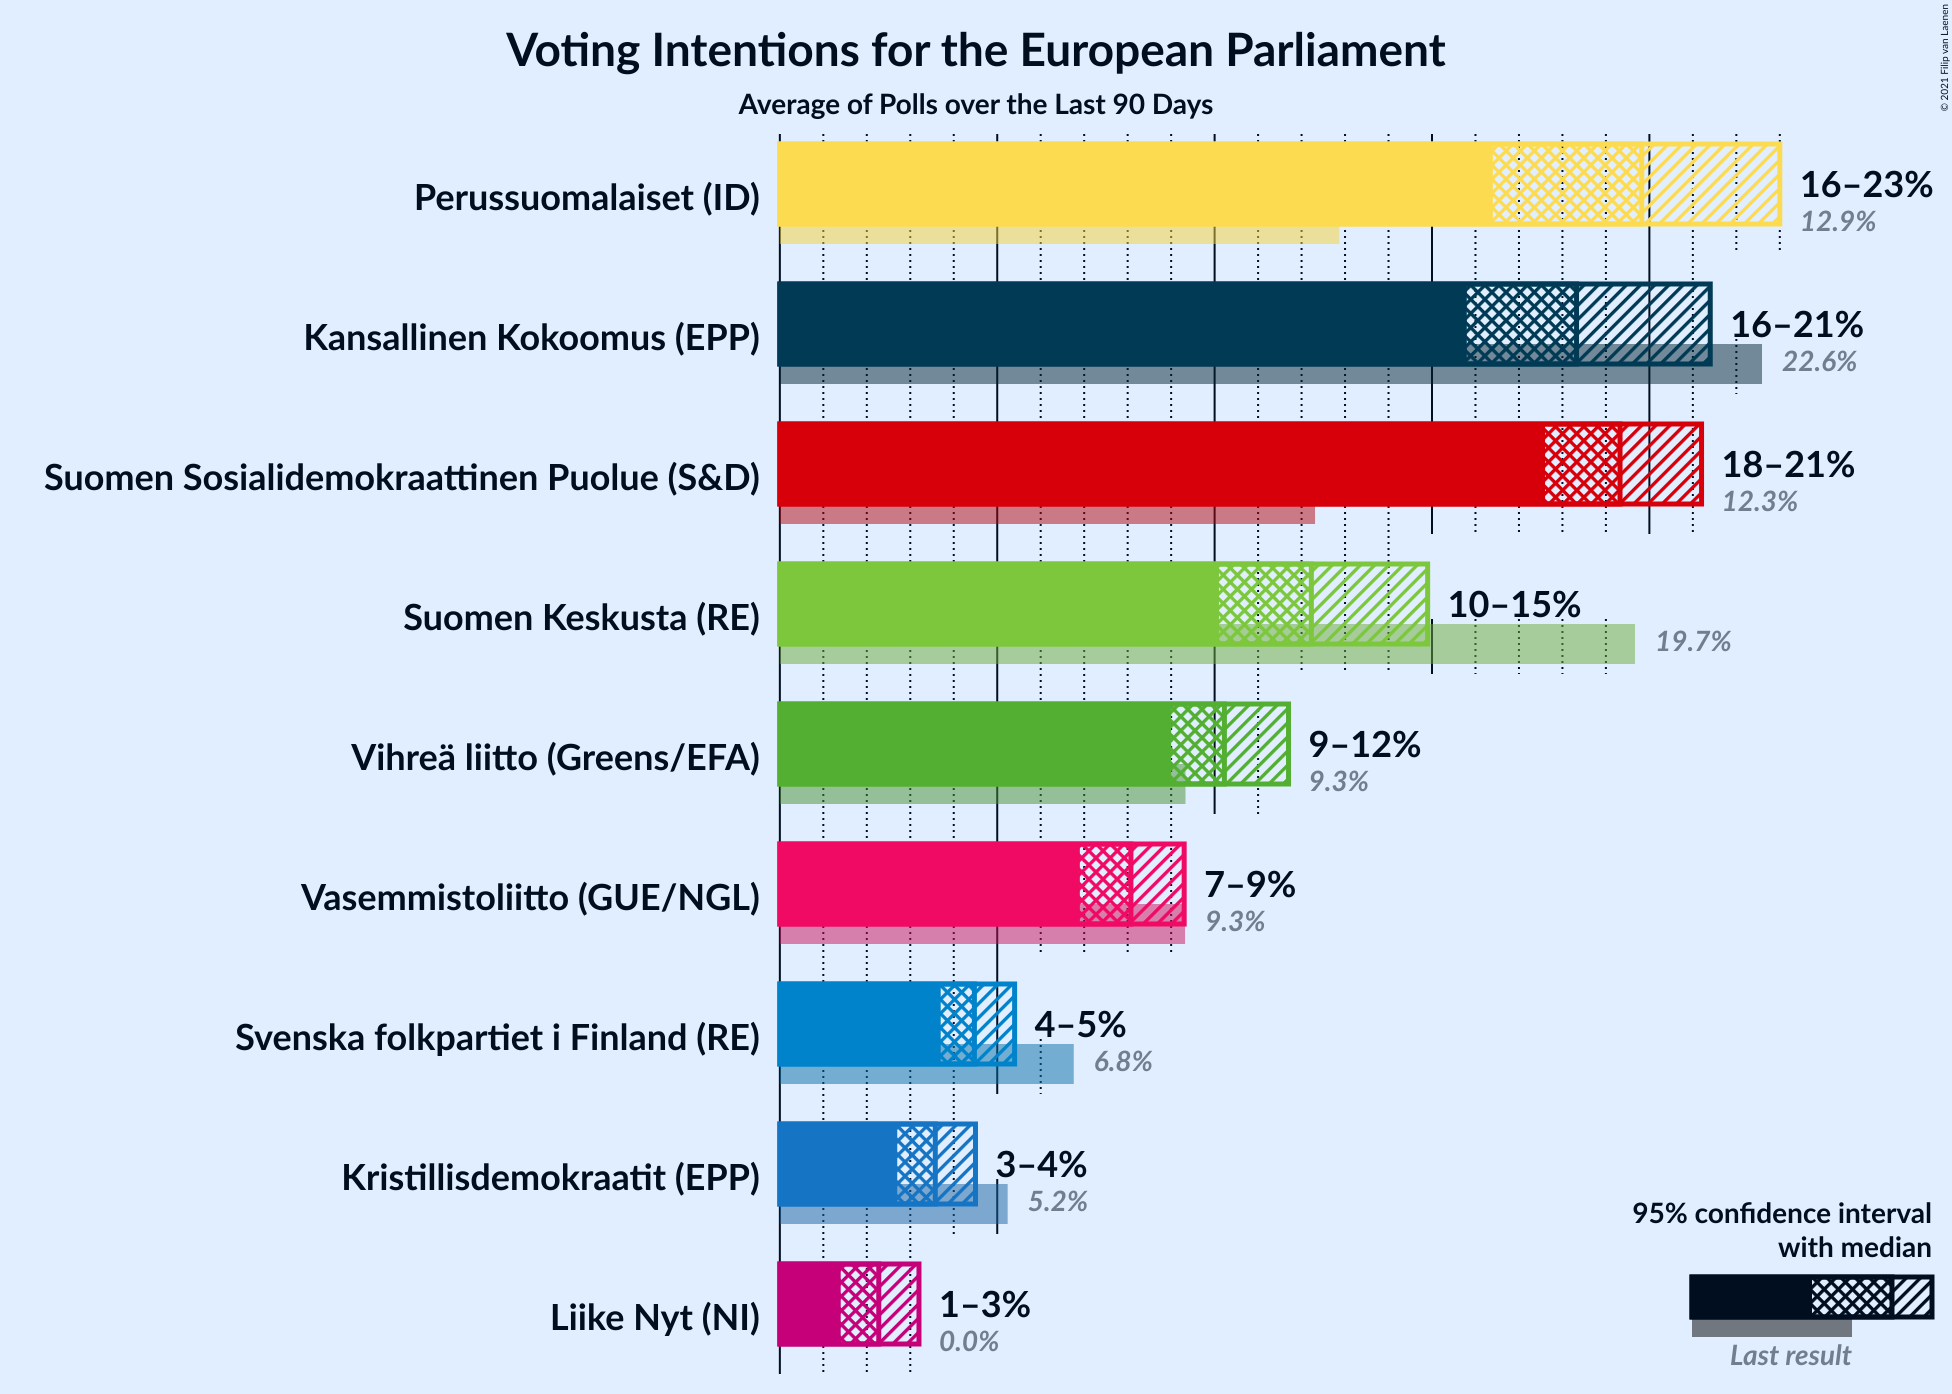 Voting Intentions for the European Parliament
Average of Polls over the Last 90 Days
© 2021 Filip van Laenen
Perussuomalaiset (ID)
16–23%
12.9%
Kansallinen Kokoomus (EPP)
16–21%
22.6%
Suomen Sosialidemokraattinen Puolue (S&D)
18–21%
12.3%
Suomen Keskusta (RE)
10–15%
19.7%
Vihreä liitto (Greens/EFA)
9–12%
9.3%
Vasemmistoliitto (GUE/NGL)
7–9%
9.3%
Svenska folkpartiet i Finland (RE)
4–5%
6.8%
Kristillisdemokraatit (EPP)
3–4%
5.2%
Liike Nyt (NI)
1–3%
0.0%
95% confidence interval
with median
Last result